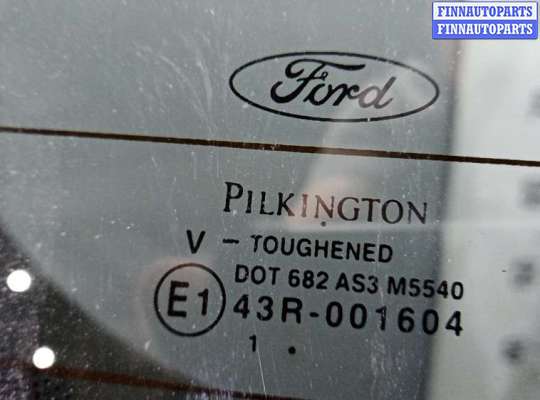 FINNAUTOPARTS
FINNAUTOPARTS
Ford
PILKINGTON
V - TOUGHENED
DOT 682 AS3 M5540
E1 43R-001604
1 .